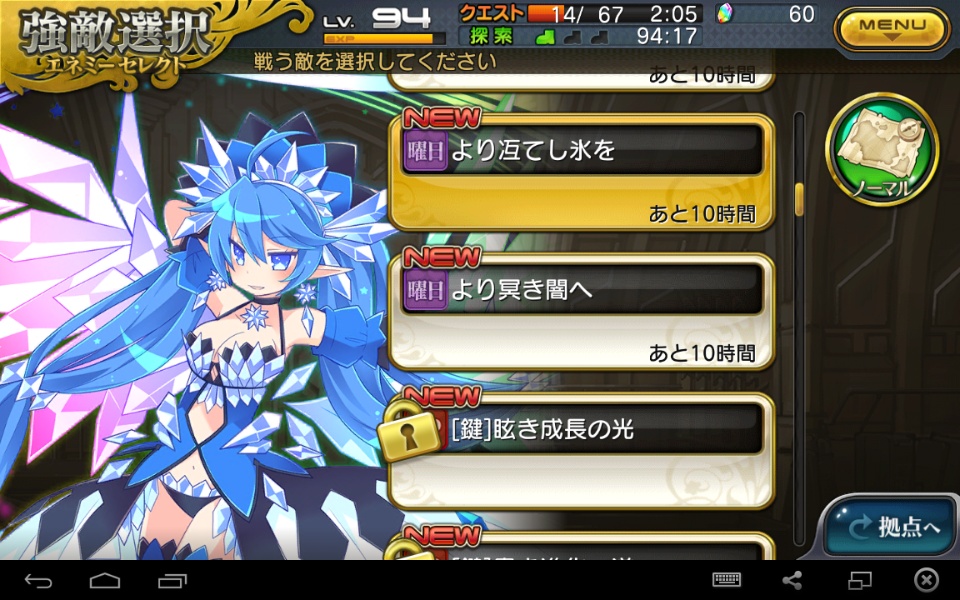 強敵選択
エネミーセレクト
LV. 94
EXP
クエスト 14/ 67 2:05
探索 94:17
60
MENU
戦う敵を選択してください
あと10時間
NEW
曜日 より冱てし氷を
あと10時間
ノーマル
NEW
曜日 より冥き闇へ
あと10時間
NEW
[鍵]眩き成長の光
NEW
拠点へ